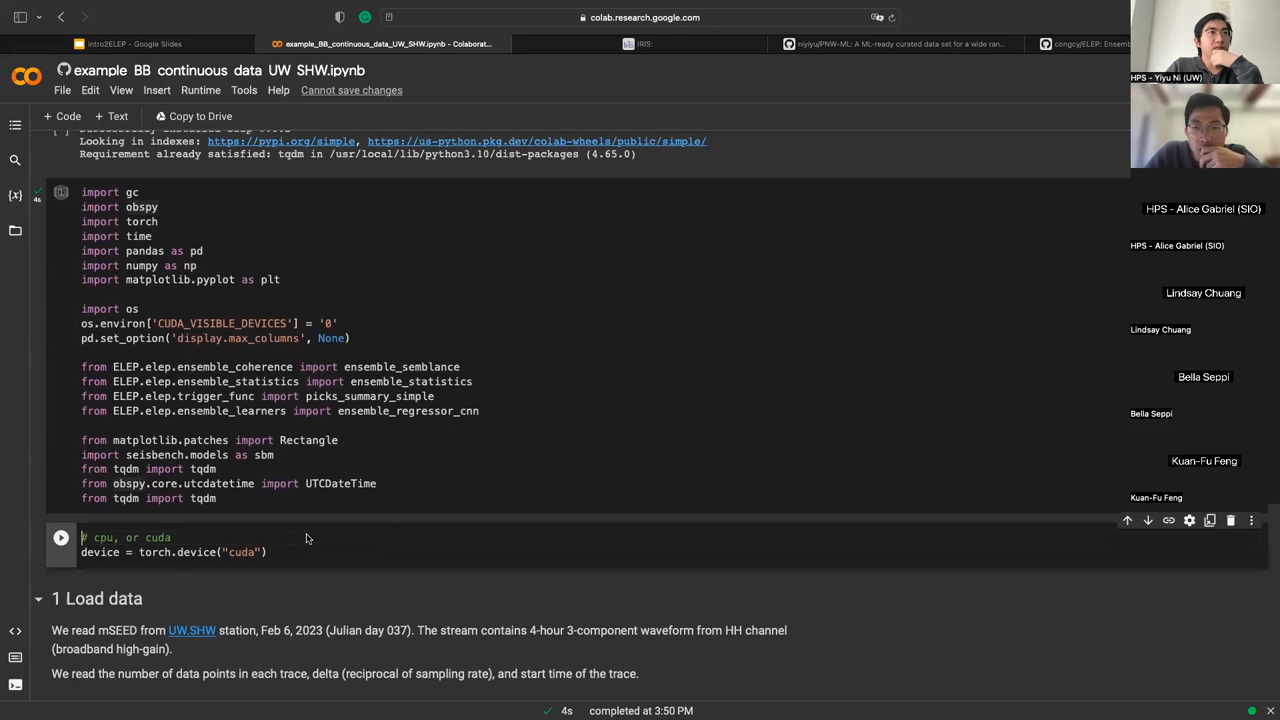 colab.research.google.com
Intro2ELEP - Google Slides
example_BB_continuous_data_UW_SHW.ipynb - Colaborat...
IRIS:
niyiyu/PNW-ML: A ML-ready curated data set for a wide ran...
congcy/ELEP: Ensemb
HPS - Yiyu Ni (UW)
example BB continuous data UW SHW.ipynb
File Edit View Insert Runtime Tools Help Cannot save changes
+ Code + Text Copy to Drive
Looking in indexes: https://pypi.org/simple, https://us-python.pkg.dev/colab-wheels/public/simple/
Requirement already satisfied: tqdm in /usr/local/lib/python3.10/dist-packages (4.65.0)
4s
1
import gc
import obspy
import torch
import time
import pandas as pd
import numpy as np
import matplotlib.pyplot as plt
import os
os.environ['CUDA_VISIBLE_DEVICES'] = '0'
pd.set_option('display.max_columns', None)
from ELEP.elep.ensemble_coherence import ensemble_semblance
from ELEP.elep.ensemble_statistics import ensemble_statistics
from ELEP.elep.trigger_func import picks_summary_simple
from ELEP.elep.ensemble_learners import ensemble_regressor_cnn
from matplotlib.patches import Rectangle
import seisbench.models as sbm
from tqdm import tqdm
from obspy.core.utcdatetime import UTCDateTime
from tqdm import tqdm
# cpu, or cuda
device = torch.device("cuda")
1 Load data
We read mSEED from UW.SHW station, Feb 6, 2023 (Julian day 037). The stream contains 4-hour 3-component waveform from HH channel
(broadband high-gain).
We read the number of data points in each trace, delta (reciprocal of sampling rate), and start time of the trace.
4s completed at 3:50 PM
HPS - Alice Gabriel (SIO)
HPS - Alice Gabriel (SIO)
Lindsay Chuang
Lindsay Chuang
Bella Seppi
Bella Seppi
Kuan-Fu Feng
Kuan-Fu Feng